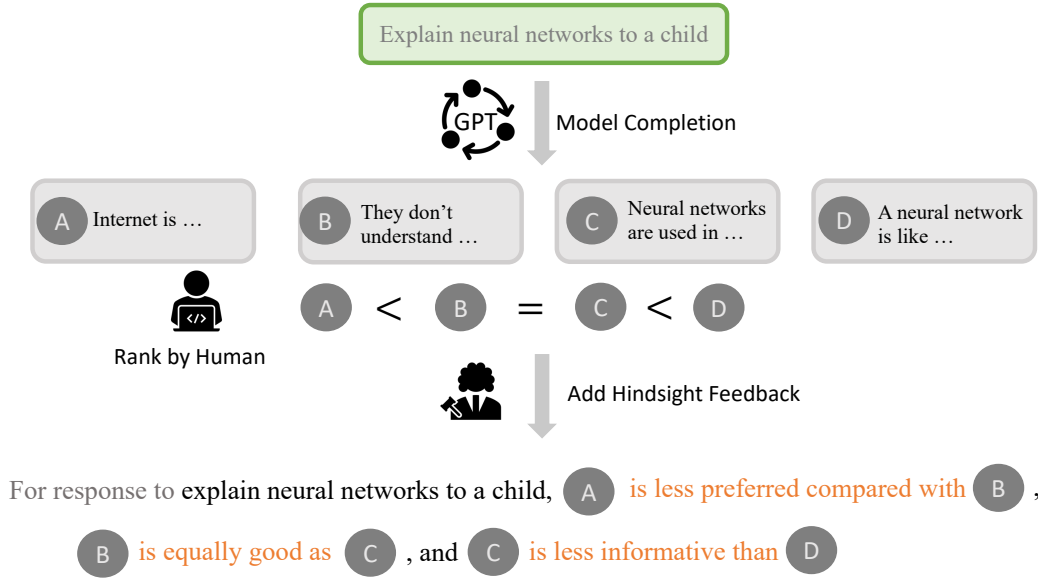 Explain neural networks to a child
GPT
Model Completion
A Internet is …
B They don't
understand …
C Neural networks
are used in …
D A neural network
is like …
</>
A < B = C < D
Rank by Human
Add Hindsight Feedback
For response to explain neural networks to a child, A is less preferred compared with B ,
B is equally good as C , and C is less informative than D